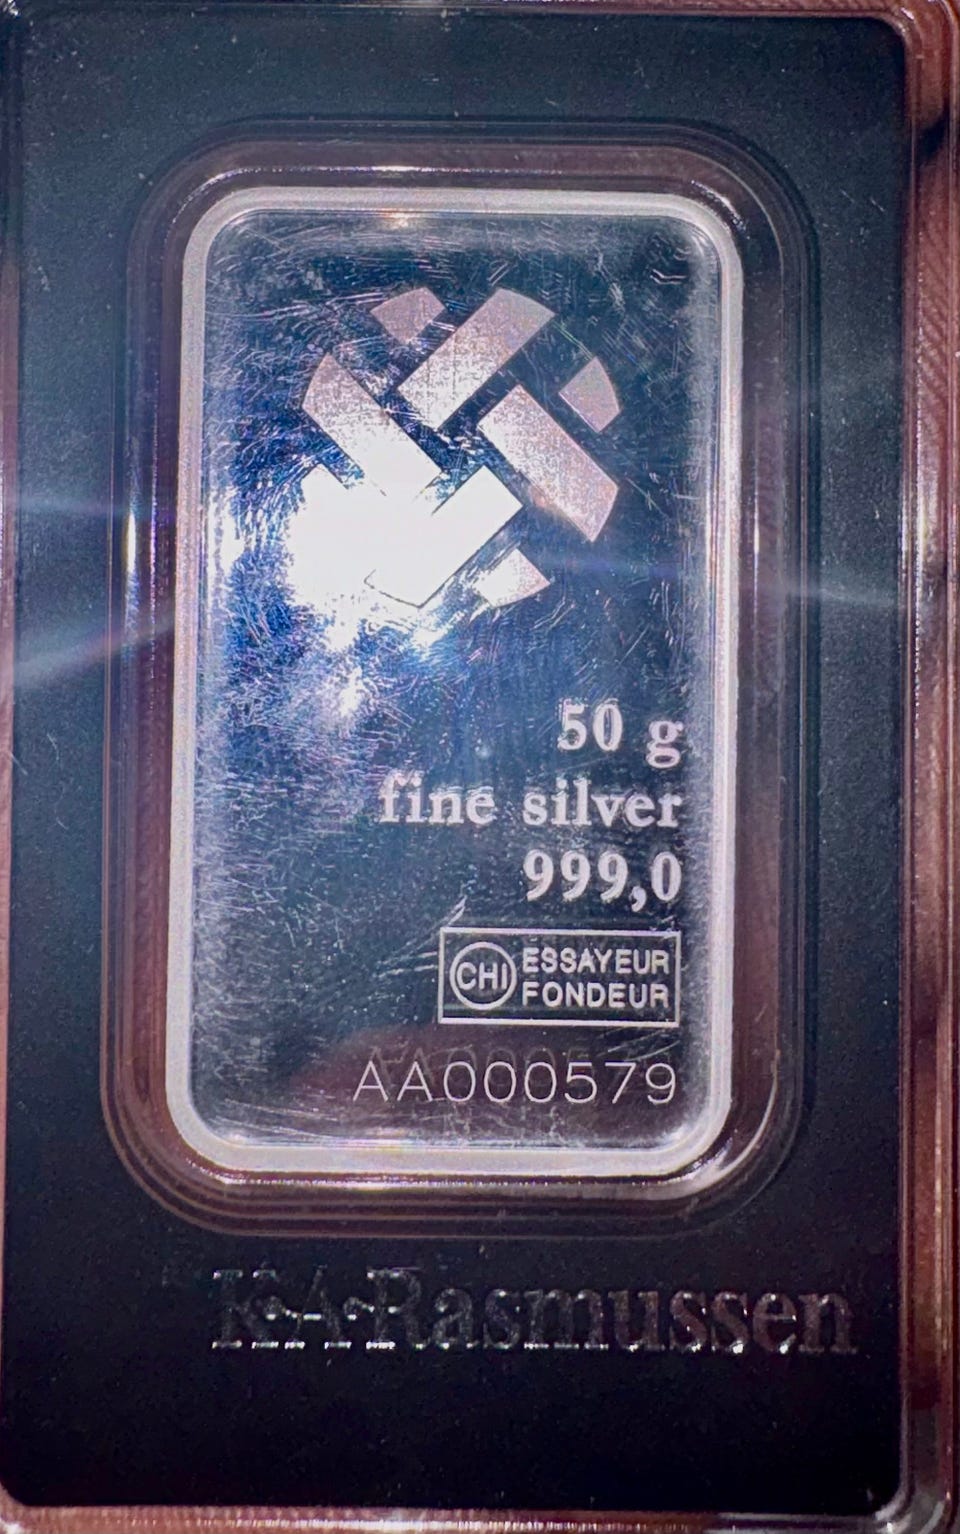 50 g
fine silver
999,0
CHI ESSAYEUR
FONDEUR
AA000579
K·A·Rasmussen